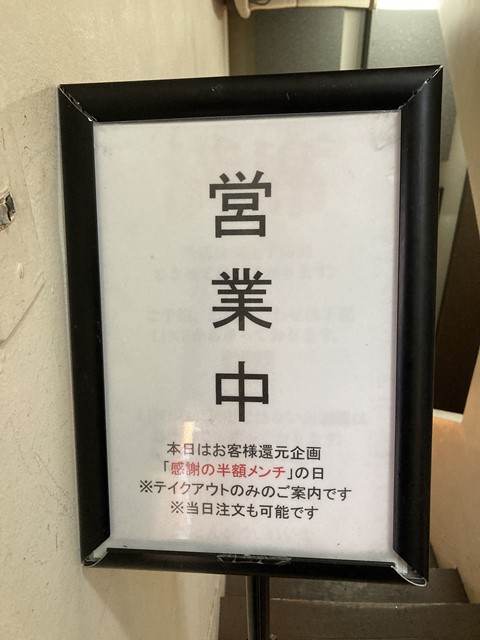 営業中
本日はお客様還元企画
「感謝の半額メンチ」の日
※テイクアウトのみのご案内です
※当日注文も可能です